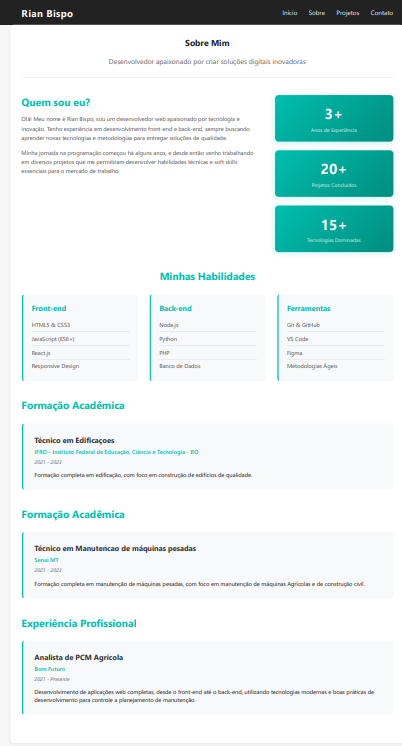 Rian Bispo
Início Sobre Projetos Contato
Sobre Mim
Desenvolvedor apaixonado por criar soluções digitais inovadoras
Quem sou eu?
Olá! Meu nome é Rian Bispo, sou um desenvolvedor web apaixonado por tecnologia e
inovação. Tenho experiência em desenvolvimento front-end e back-end, sempre buscando
aprender novas tecnologias e metodologias para entregar soluções de qualidade.
Minha jornada na programação começou há alguns anos, e desde então venho trabalhando
em diversos projetos que me permitiram desenvolver habilidades técnicas e soft skills
essenciais para o mercado de trabalho.
3+
Anos de Experiência
20+
Projetos Concluídos
15+
Tecnologias Dominadas
Minhas Habilidades
Front-end
HTML5 & CSS3
JavaScript (ES6+)
React.js
Responsive Design
Back-end
Node.js
Python
PHP
Banco de Dados
Ferramentas
Git & GitHub
VS Code
Figma
Metodologias Ágeis
Formação Acadêmica
Técnico em Edificaçoes
IFRO - Instituto Federal de Educação, Ciência e Tecnologia - RO
2021 - 2023
Formação completa em edificação, com foco em construção de edifícios de qualidade.
Formação Acadêmica
Técnico em Manutencao de máquinas pesadas
Senai MT
2021 - 2023
Formação completa em manutenção de máquinas pesadas, com foco em manutenção de máquinas Agrícolas e de construção civil.
Experiência Profissional
Analista de PCM Agrícola
Bom Futuro
2021 - Presente
Desenvolvimento de aplicações web completas, desde o front-end até o back-end, utilizando tecnologias modernas e boas práticas de
desenvolvimento para controle a planejamento de manutenção.